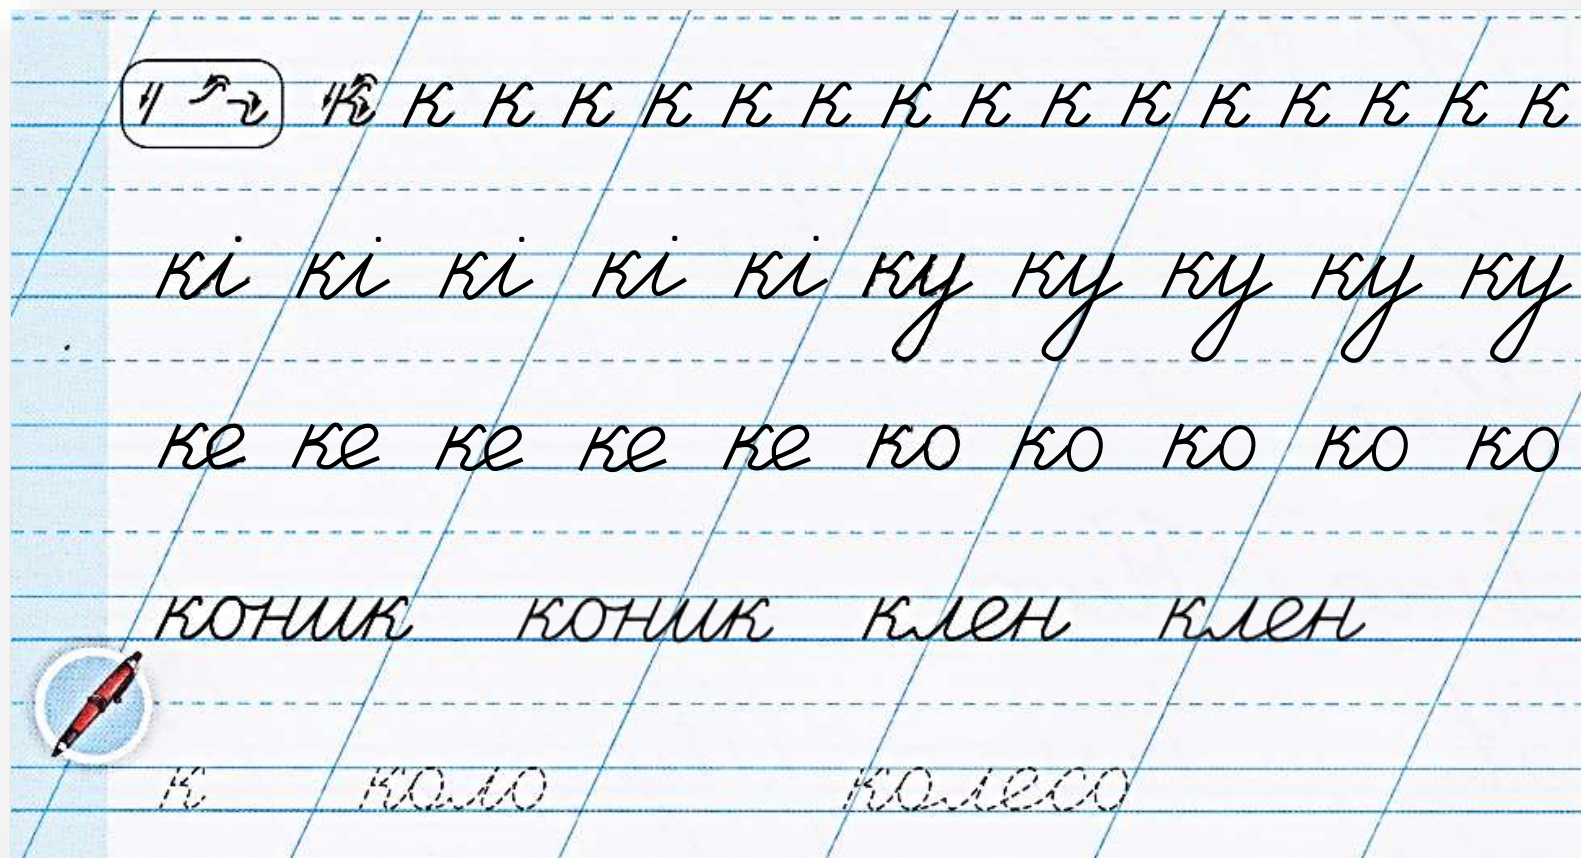 к к к к к к к к к к к к к к к к
кі кі кі кі кі ку ку ку ку ку
ке ке ке ке ке ко ко ко ко ко
коник коник клен клен
к коло колесо